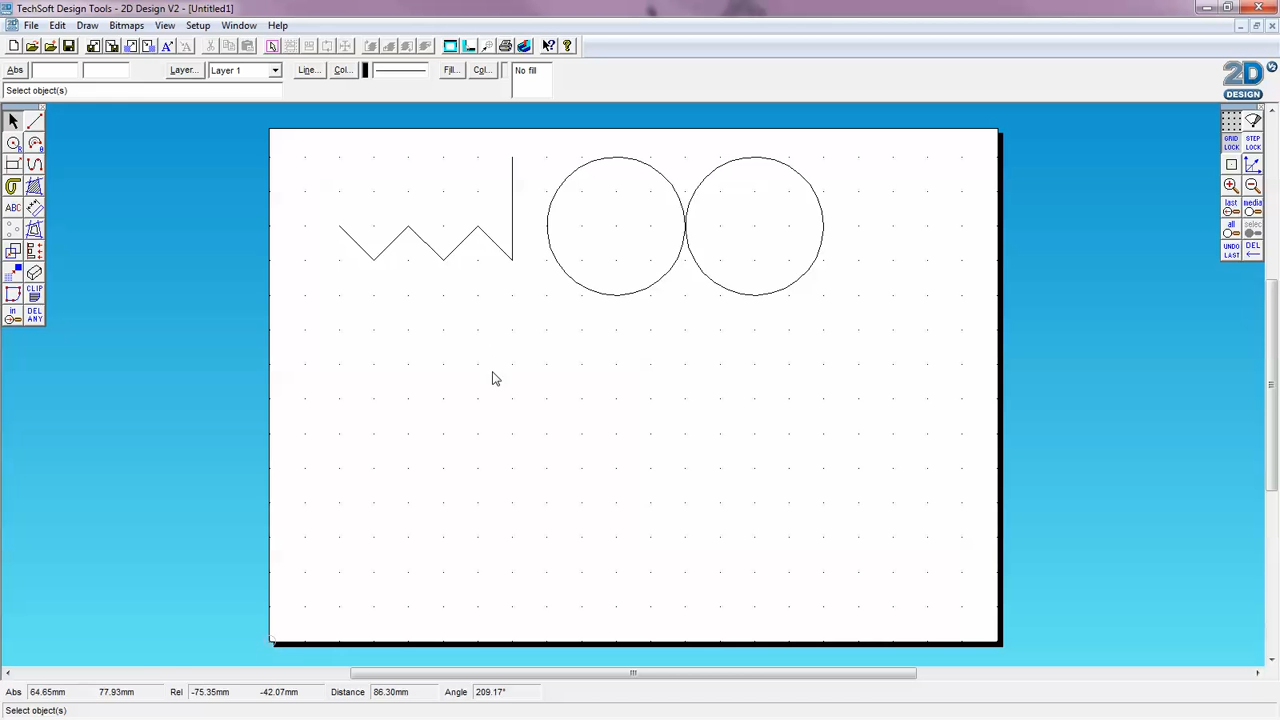 TechSoft Design Tools - 2D Design V2 - [Untitled1]
File Edit Draw Bitmaps View Setup Window Help
Abs Layer... Layer 1 Line... Col... Fill... Col... No fill
2D
DESIGN
Select object(s)
GRID LOCK STEP LOCK
ABC
last media
all selec
CLIP UNDO LAST DEL
in DEL ANY
Abs 64.65mm 77.93mm Rel -75.35mm -42.07mm Distance 86.30mm Angle 209.17°
Select object(s)